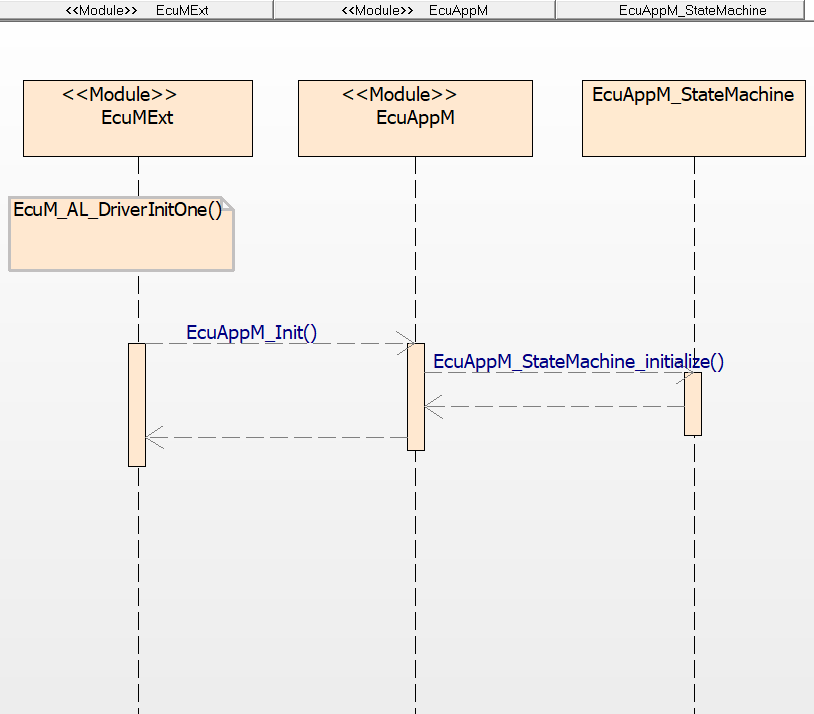 <<Module>> EcuMExt
<<Module>> EcuAppM
EcuAppM_StateMachine
<<Module>>
EcuMExt
<<Module>>
EcuAppM
EcuAppM_StateMachine
EcuM_AL_DriverInitOne()
EcuAppM_Init()
EcuAppM_StateMachine_initialize()